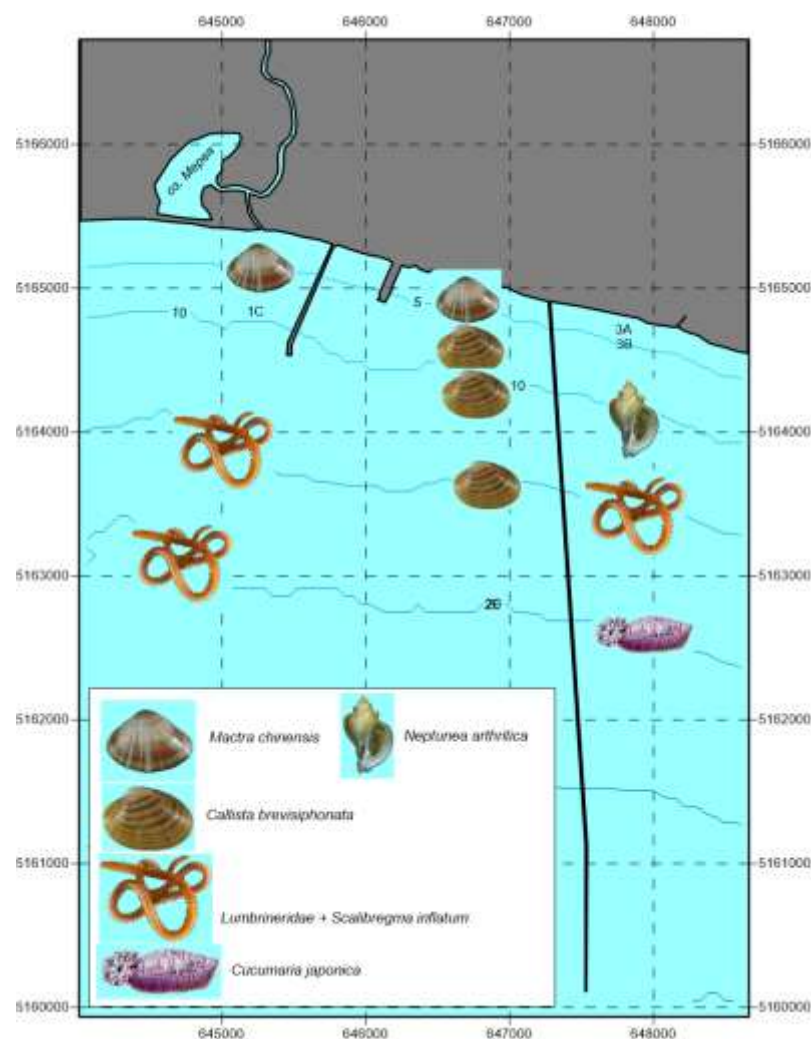 645000 646000 647000 648000
5166000 5166000
оз. Мереа
5165000 5165000
5
10 1C
3A
3B
10
5164000 5164000
5163000 5163000
5162000 5162000
Mactra chinensis
Neptunea arthritica
Callista brevisiphonata
5161000 5161000
Lumbrineridae + Scalibregma inflatum
Cucumaria japonica
5160000 5160000
645000 646000 647000 648000